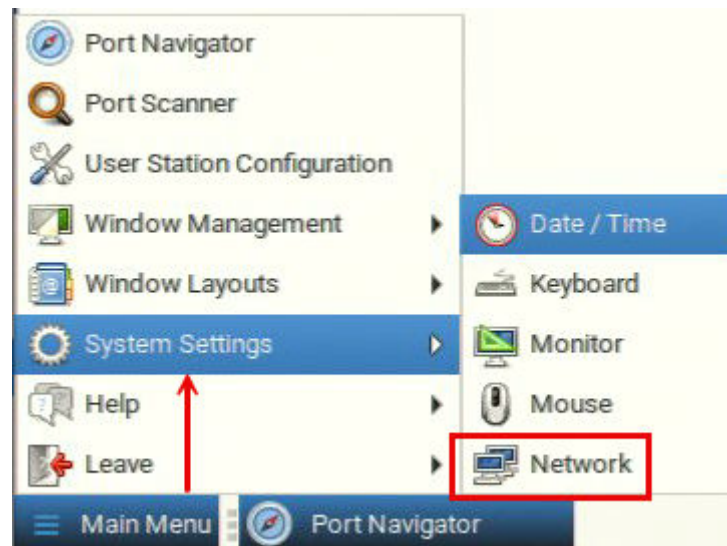 Port Navigator
Port Scanner
User Station Configuration
Window Management
Window Layouts
System Settings
Help
Leave
Date / Time
Keyboard
Monitor
Mouse
Network
Main Menu
Port Navigator